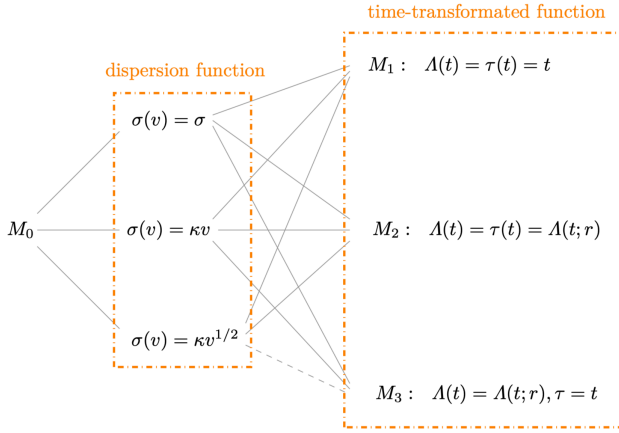 time-transformated function
dispersion function
M₁ : Λ(t) = τ(t) = t
σ(v) = σ
M₀
σ(v) = κv
M₂ : Λ(t) = τ(t) = Λ(t; r)
σ(v) = κv^{1/2}
M₃ : Λ(t) = Λ(t; r), τ = t